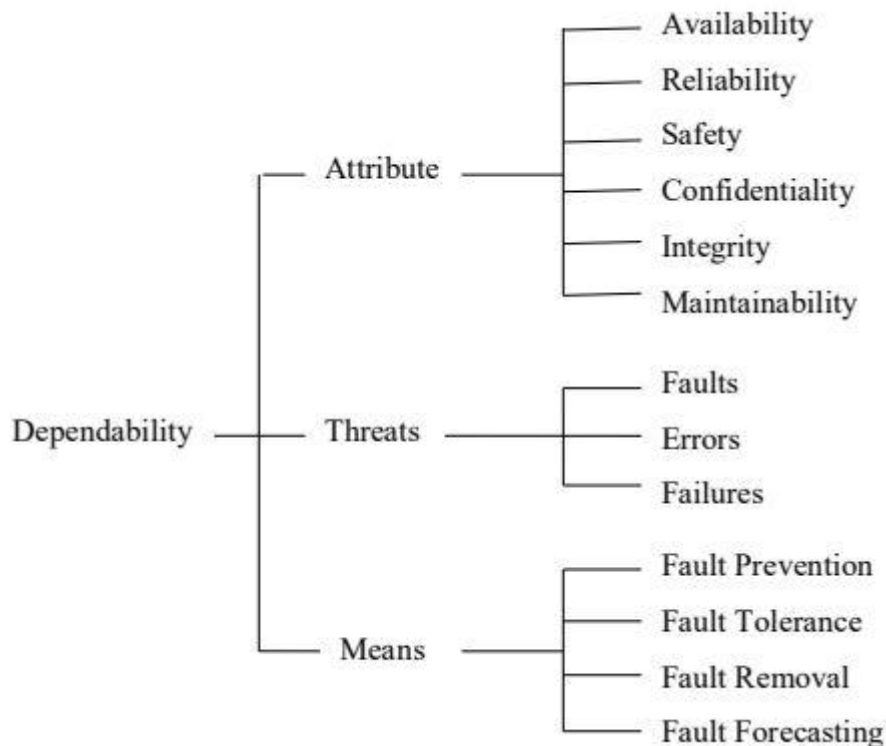 Availability
Reliability
Safety
Attribute
Confidentiality
Integrity
Maintainability
Faults
Dependability
Threats
Errors
Failures
Fault Prevention
Fault Tolerance
Means
Fault Removal
Fault Forecasting